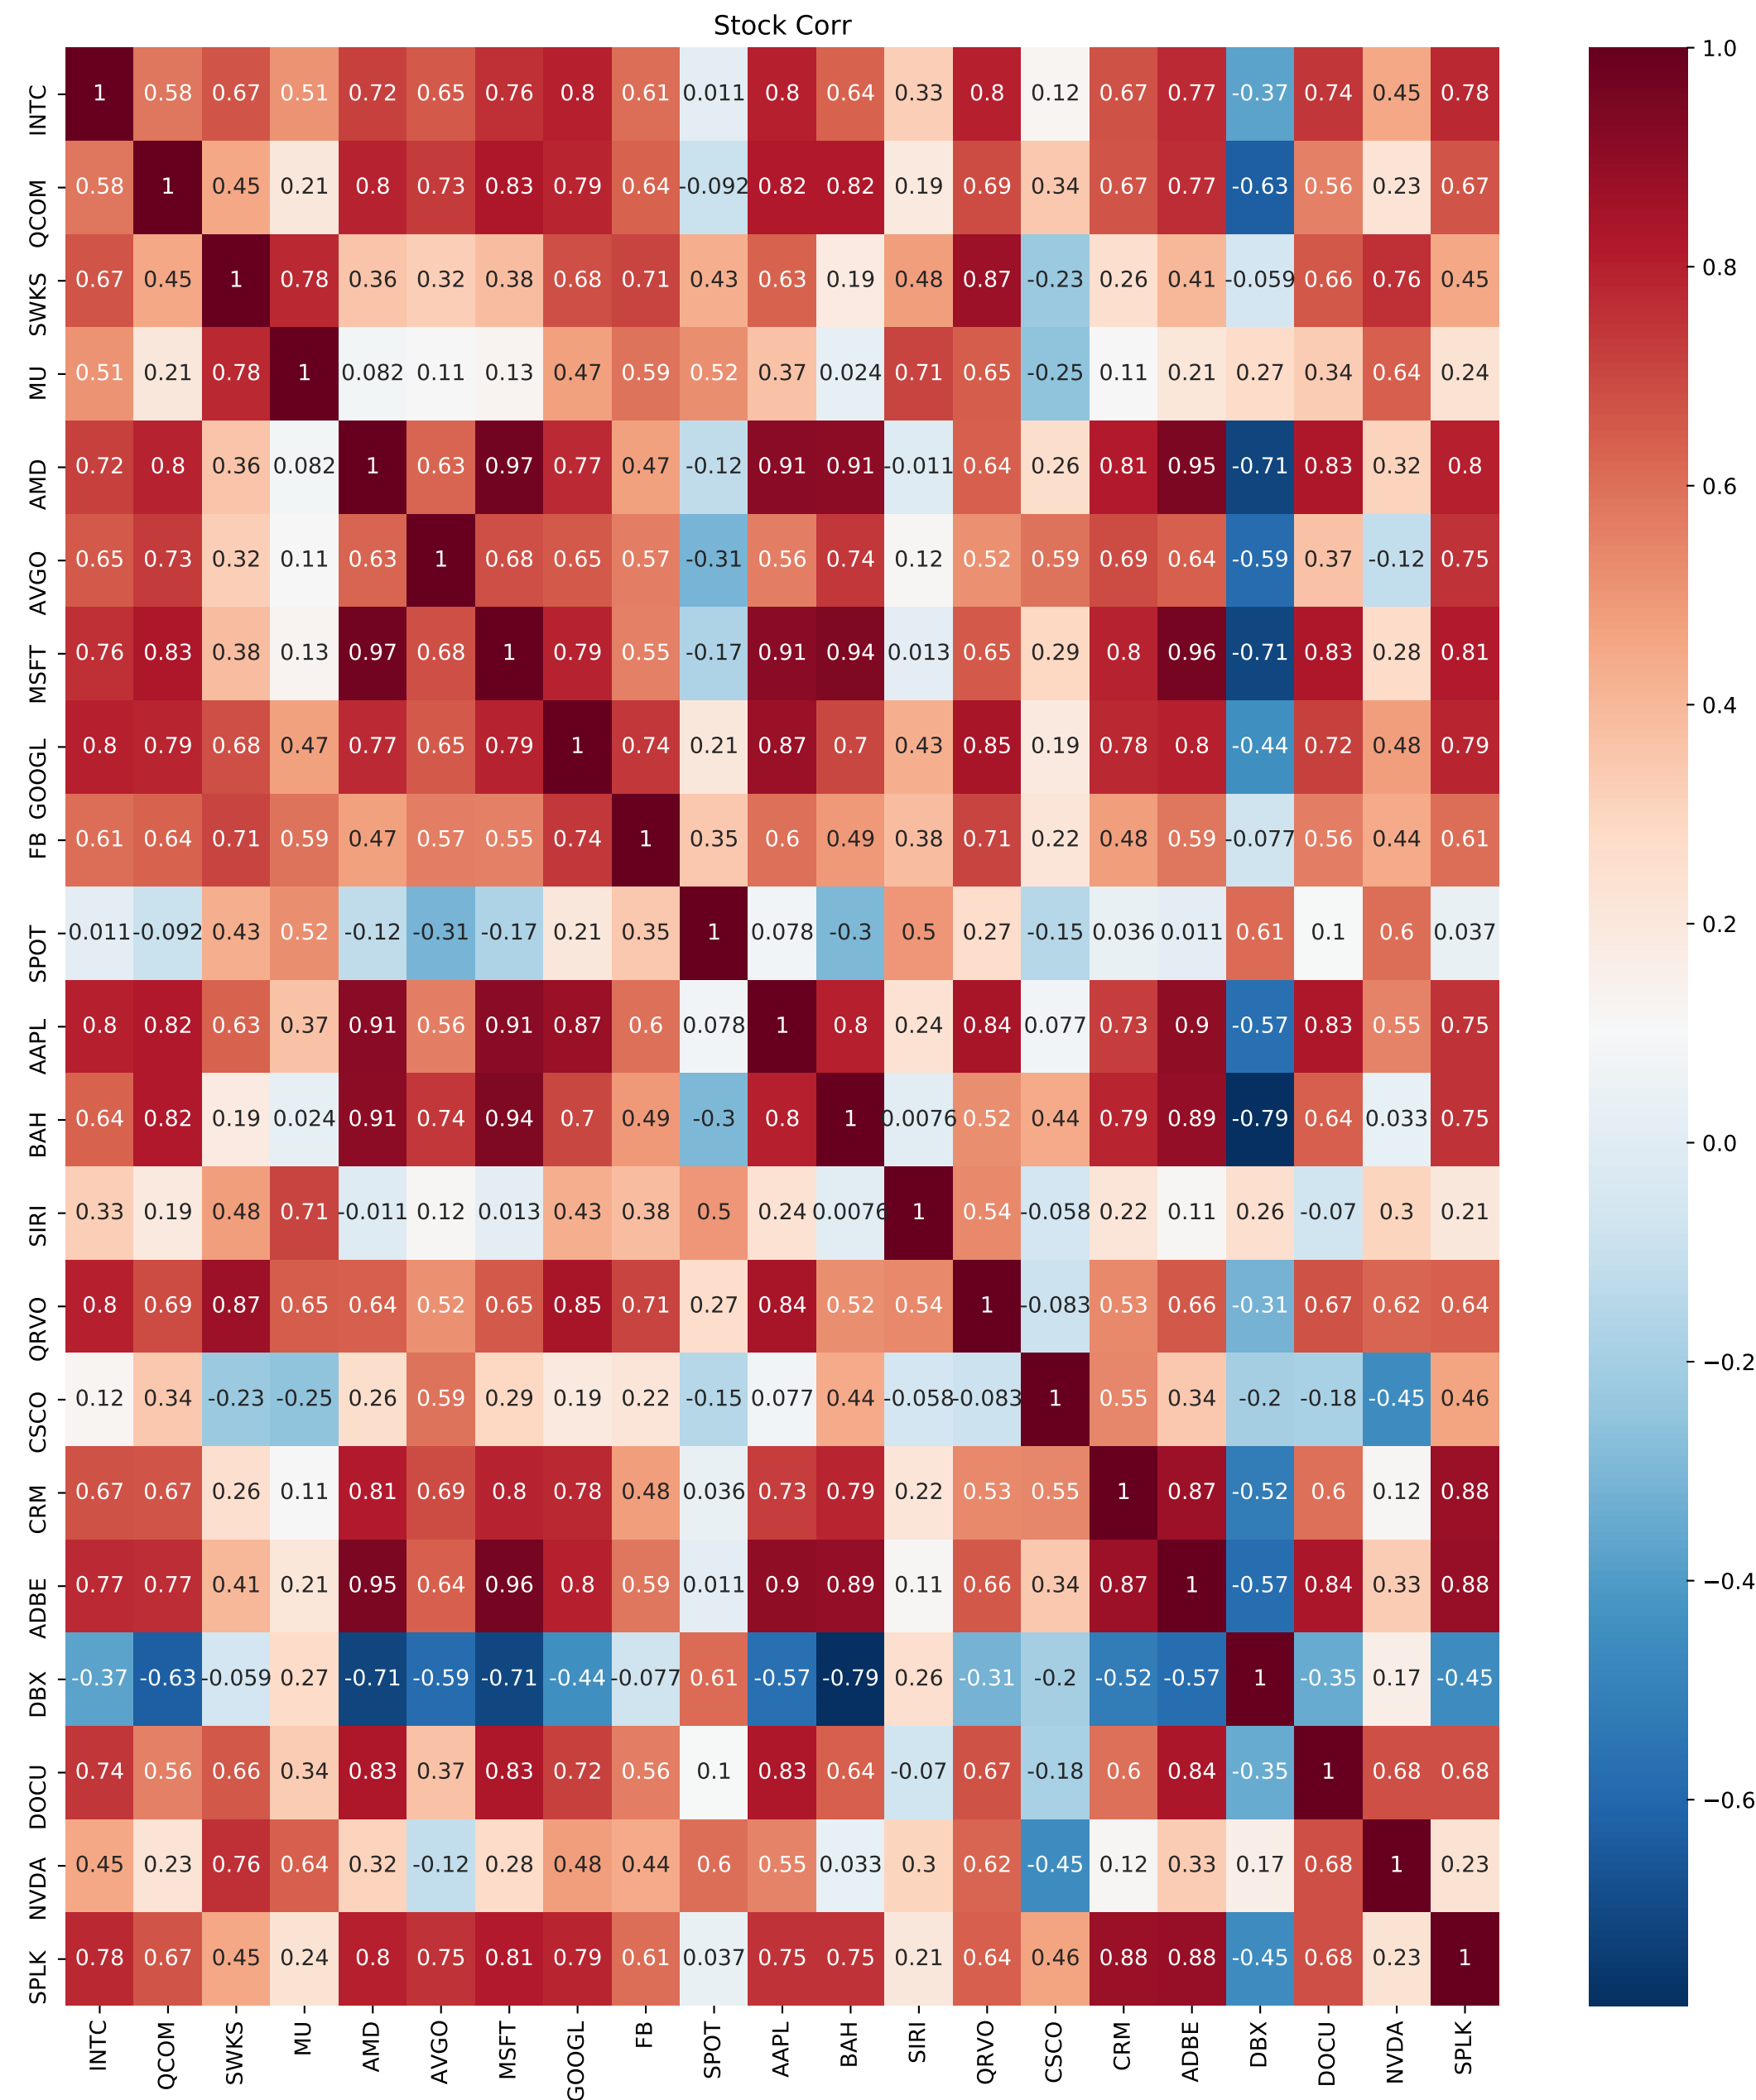 Stock Corr
INTC 1 0.58 0.67 0.51 0.72 0.65 0.76 0.8 0.61 0.011 0.8 0.64 0.33 0.8 0.12 0.67 0.77 -0.37 0.74 0.45 0.78
QCOM 0.58 1 0.45 0.21 0.8 0.73 0.83 0.79 0.64 -0.092 0.82 0.82 0.19 0.69 0.34 0.67 0.77 -0.63 0.56 0.23 0.67
SWKS 0.67 0.45 1 0.78 0.36 0.32 0.38 0.68 0.71 0.43 0.63 0.19 0.48 0.87 -0.23 0.26 0.41 -0.059 0.66 0.76 0.45
MU 0.51 0.21 0.78 1 0.082 0.11 0.13 0.47 0.59 0.52 0.37 0.024 0.71 0.65 -0.25 0.11 0.21 0.27 0.34 0.64 0.24
AMD 0.72 0.8 0.36 0.082 1 0.63 0.97 0.77 0.47 -0.12 0.91 0.91 -0.011 0.64 0.26 0.81 0.95 -0.71 0.83 0.32 0.8
AVGO 0.65 0.73 0.32 0.11 0.63 1 0.68 0.65 0.57 -0.31 0.56 0.74 0.12 0.52 0.59 0.69 0.64 -0.59 0.37 -0.12 0.75
MSFT 0.76 0.83 0.38 0.13 0.97 0.68 1 0.79 0.55 -0.17 0.91 0.94 0.013 0.65 0.29 0.8 0.96 -0.71 0.83 0.28 0.81
GOOGL 0.8 0.79 0.68 0.47 0.77 0.65 0.79 1 0.74 0.21 0.87 0.7 0.43 0.85 0.19 0.78 0.8 -0.44 0.72 0.48 0.79
FB 0.61 0.64 0.71 0.59 0.47 0.57 0.55 0.74 1 0.35 0.6 0.49 0.38 0.71 0.22 0.48 0.59 -0.077 0.56 0.44 0.61
SPOT 0.011 -0.092 0.43 0.52 -0.12 -0.31 -0.17 0.21 0.35 1 0.078 -0.3 0.5 0.27 -0.15 0.036 0.011 0.61 0.1 0.6 0.037
AAPL 0.8 0.82 0.63 0.37 0.91 0.56 0.91 0.87 0.6 0.078 1 0.8 0.24 0.84 0.077 0.73 0.9 -0.57 0.83 0.55 0.75
BAH 0.64 0.82 0.19 0.024 0.91 0.74 0.94 0.7 0.49 -0.3 0.8 1 0.0076 0.52 0.44 0.79 0.89 -0.79 0.64 0.033 0.75
SIRI 0.33 0.19 0.48 0.71 -0.011 0.12 0.013 0.43 0.38 0.5 0.24 0.0076 1 0.54 -0.058 0.22 0.11 0.26 -0.07 0.3 0.21
QRVO 0.8 0.69 0.87 0.65 0.64 0.52 0.65 0.85 0.71 0.27 0.84 0.52 0.54 1 -0.083 0.53 0.66 -0.31 0.67 0.62 0.64
CSCO 0.12 0.34 -0.23 -0.25 0.26 0.59 0.29 0.19 0.22 -0.15 0.077 0.44 -0.058 -0.083 1 0.55 0.34 -0.2 -0.18 -0.45 0.46
CRM 0.67 0.67 0.26 0.11 0.81 0.69 0.8 0.78 0.48 0.036 0.73 0.79 0.22 0.53 0.55 1 0.87 -0.52 0.6 0.12 0.88
ADBE 0.77 0.77 0.41 0.21 0.95 0.64 0.96 0.8 0.59 0.011 0.9 0.89 0.11 0.66 0.34 0.87 1 -0.57 0.84 0.33 0.88
DBX -0.37 -0.63 -0.059 0.27 -0.71 -0.59 -0.71 -0.44 -0.077 0.61 -0.57 -0.79 0.26 -0.31 -0.2 -0.52 -0.57 1 -0.35 0.17 -0.45
DOCU 0.74 0.56 0.66 0.34 0.83 0.37 0.83 0.72 0.56 0.1 0.83 0.64 -0.07 0.67 -0.18 0.6 0.84 -0.35 1 0.68 0.68
NVDA 0.45 0.23 0.76 0.64 0.32 -0.12 0.28 0.48 0.44 0.6 0.55 0.033 0.3 0.62 -0.45 0.12 0.33 0.17 0.68 1 0.23
SPLK 0.78 0.67 0.45 0.24 0.8 0.75 0.81 0.79 0.61 0.037 0.75 0.75 0.21 0.64 0.46 0.88 0.88 -0.45 0.68 0.23 1
INTC QCOM SWKS MU AMD AVGO MSFT GOOGL FB SPOT AAPL BAH SIRI QRVO CSCO CRM ADBE DBX DOCU NVDA SPLK
1.0
0.8
0.6
0.4
0.2
0.0
−0.2
−0.4
−0.6